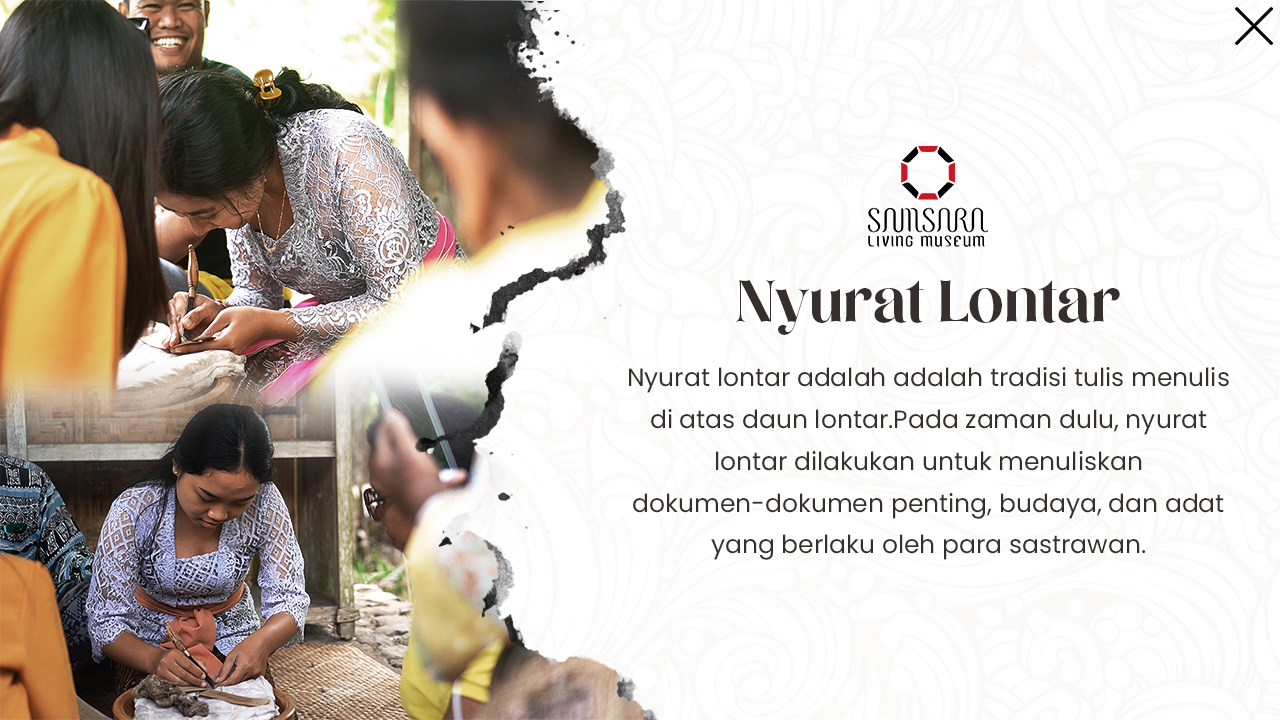 SAMSARA
LIVING MUSEUM
Nyurat Lontar
Nyurat lontar adalah adalah tradisi tulis menulis
di atas daun lontar.Pada zaman dulu, nyurat
lontar dilakukan untuk menuliskan
dokumen-dokumen penting, budaya, dan adat
yang berlaku oleh para sastrawan.